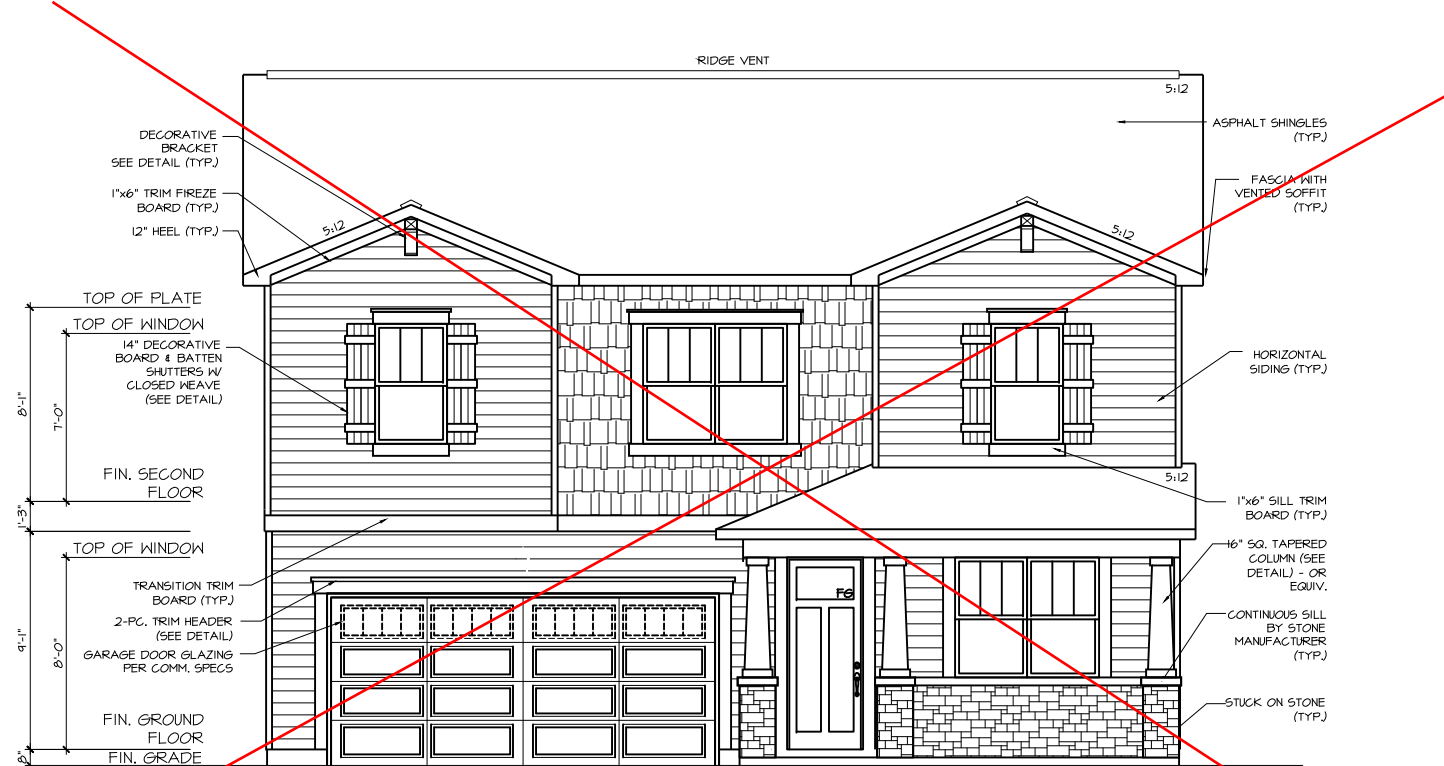 RIDGE VENT
5:12
DECORATIVE
BRACKET
SEE DETAIL (TYP.)
1"x6" TRIM FIREZE
BOARD (TYP.)
12" HEEL (TYP.)
5:12
5:12
ASPHALT SHINGLES
(TYP.)
FASCIA WITH
VENTED SOFFIT
(TYP.)
TOP OF PLATE
TOP OF WINDOW
14" DECORATIVE
BOARD & BATTEN
SHUTTERS W/
CLOSED WEAVE
(SEE DETAIL)
8'-1"
7'-0"
HORIZONTAL
SIDING (TYP.)
FIN. SECOND
FLOOR
5:12
1'-3"
1"x6" SILL TRIM
BOARD (TYP.)
TOP OF WINDOW
16" SQ. TAPERED
COLUMN (SEE
DETAIL) - OR
EQUIV.
TRANSITION TRIM
BOARD (TYP.)
2-PC. TRIM HEADER
(SEE DETAIL)
GARAGE DOOR GLAZING
PER COMM. SPECS
FG
9'-1"
8'-0"
CONTINUOUS SILL
BY STONE
MANUFACTURER
(TYP.)
STUCK ON STONE
(TYP.)
FIN. GROUND
FLOOR
FIN. GRADE
8"